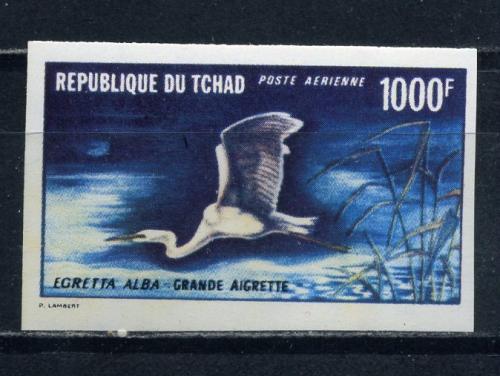 REPUBLIQUE DU TCHAD POSTE AERIENNE 1000F
EGRETTA ALBA - GRANDE AIGRETTE
P. LAMBERT